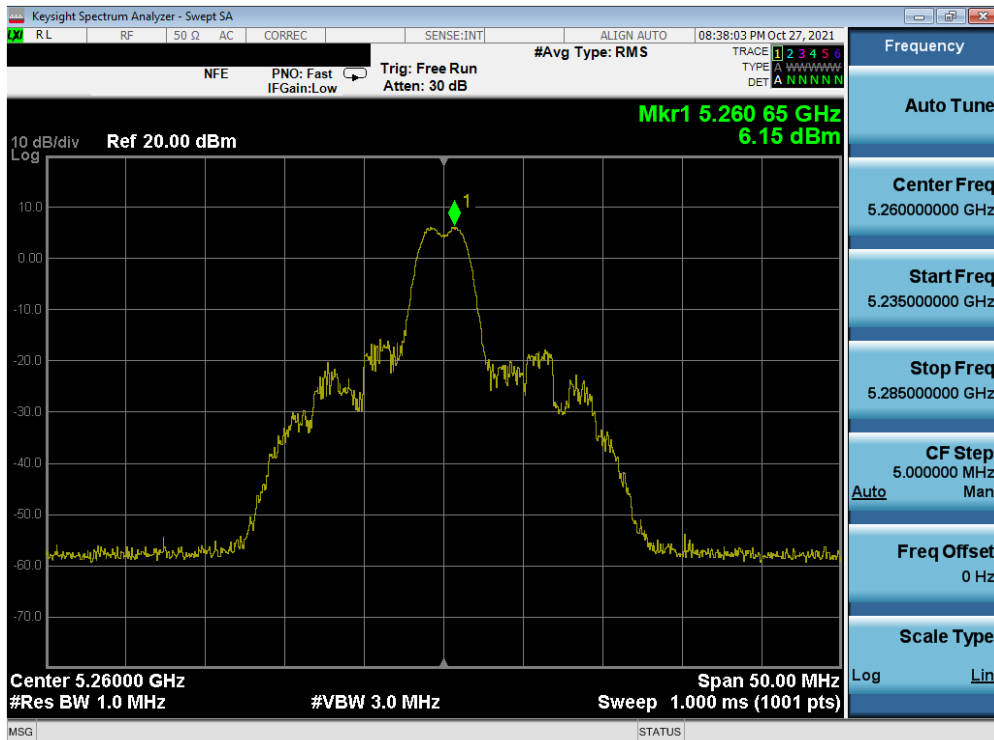 Keysight Spectrum Analyzer - Swept SA
LXI RL RF 50 Ω AC CORREC SENSE:INT ALIGN AUTO 08:38:03 PM Oct 27, 2021
Frequency
NFE PNO: Fast Trig: Free Run #Avg Type: RMS TRACE 1 2 3 4 5 6
IFGain:Low Atten: 30 dB TYPE A WWWWW
DET A N N N N N
Mkr1 5.260 65 GHz
6.15 dBm
10 dB/div Ref 20.00 dBm
Log
1
10.0
0.00
-10.0
-20.0
-30.0
-40.0
-50.0
-60.0
-70.0
Center 5.26000 GHz Span 50.00 MHz
#Res BW 1.0 MHz #VBW 3.0 MHz Sweep 1.000 ms (1001 pts)
MSG STATUS
Auto Tune
Center Freq
5.260000000 GHz
Start Freq
5.235000000 GHz
Stop Freq
5.285000000 GHz
CF Step
5.000000 MHz
Auto Man
Freq Offset
0 Hz
Scale Type
Log Lin